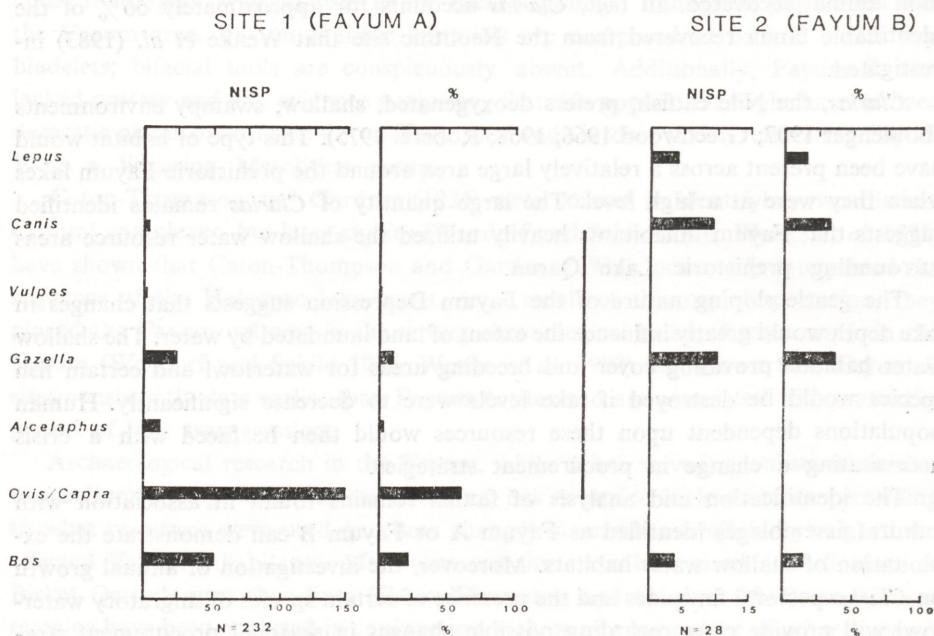 SITE 1 (FAYUM A) SITE 2 (FAYUM B)
NISP % NISP %
Lepus
Canis
Vulpes
Gazella
Alcelaphus
Ovis/Capra
Bos
50 100 150 50 100 5 10 15 50 100
N = 232 % N = 28 %